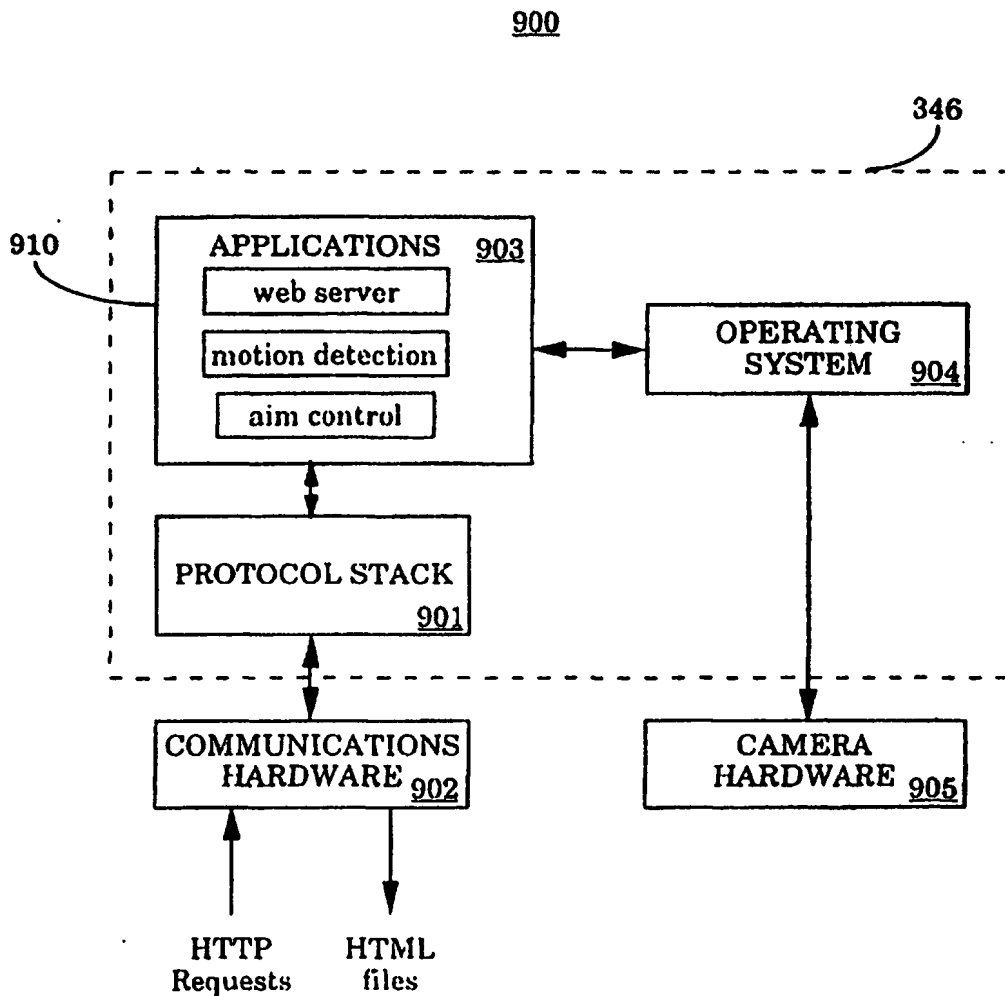 900
346
910
APPLICATIONS 903
web server
motion detection
aim control
OPERATING
SYSTEM 904
PROTOCOL STACK
901
COMMUNICATIONS
HARDWARE 902
CAMERA
HARDWARE 905
HTTP
Requests
HTML
files